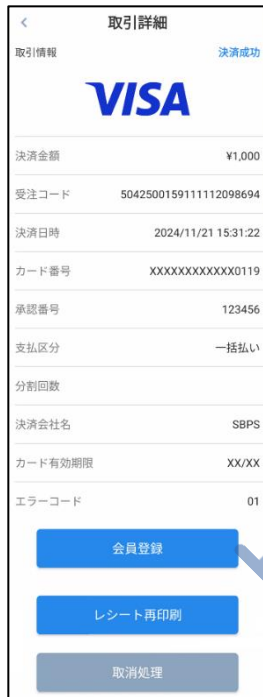 取引詳細
取引情報 決済成功
VISA
決済金額 ¥1,000
受注コード 5042500159111112098694
決済日時 2024/11/21 15:31:22
カード番号 XXXXXXXXXXXX0119
承認番号 123456
支払区分 一括払い
分割回数
決済会社名 SBPS
カード有効期限 XX/XX
エラーコード 01
会員登録
レシート再印刷
取消処理